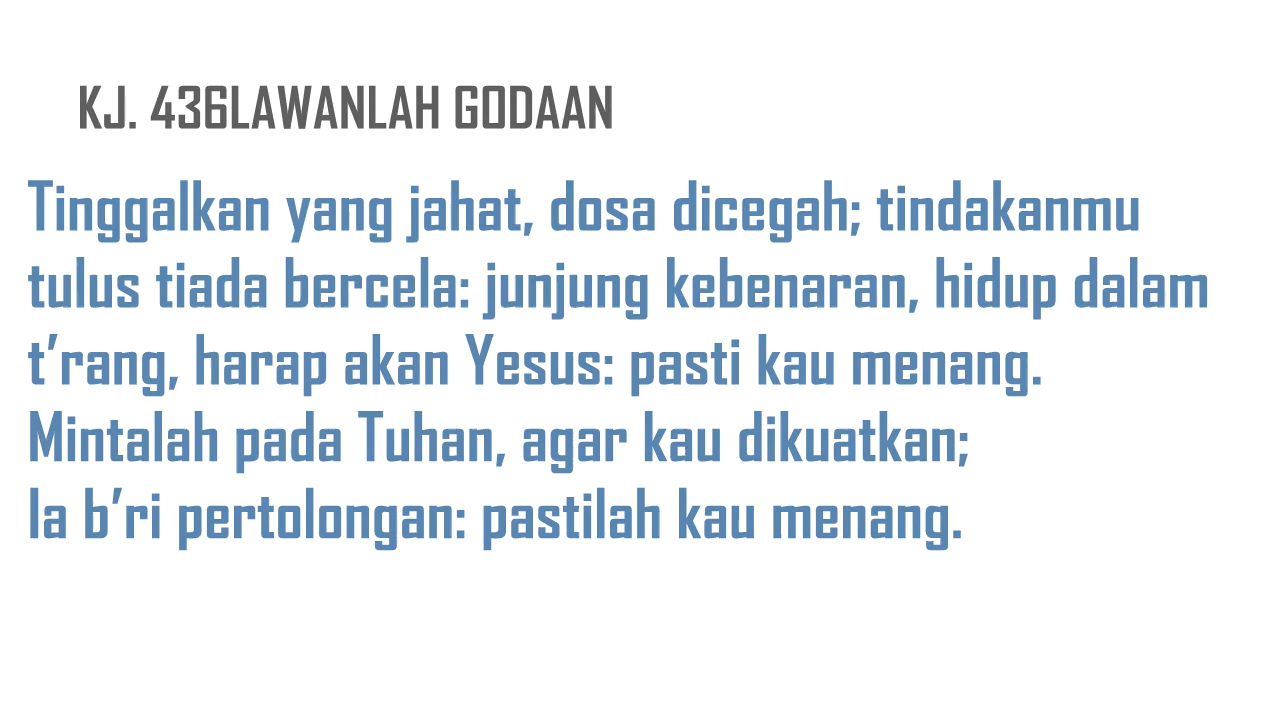 KJ. 436LAWANLAH GODAAN
Tinggalkan yang jahat, dosa dicegah; tindakanmu
tulus tiada bercela: junjung kebenaran, hidup dalam
t’rang, harap akan Yesus: pasti kau menang.
Mintalah pada Tuhan, agar kau dikuatkan;
Ia b’ri pertolongan: pastilah kau menang.